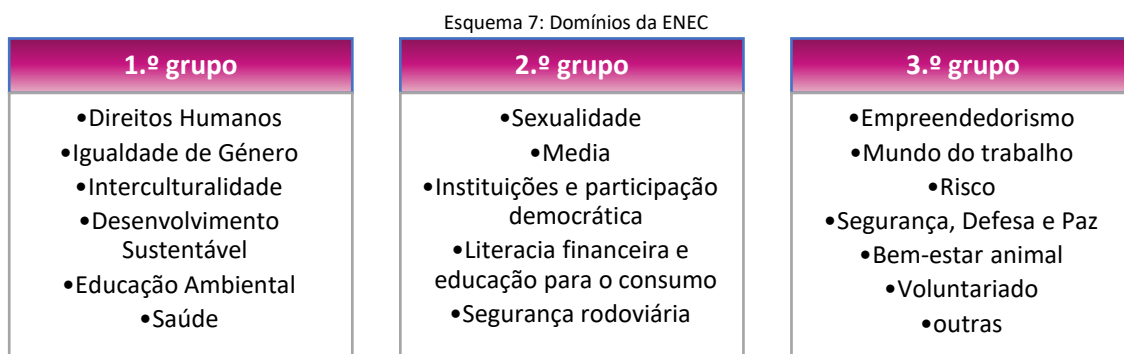 Esquema 7: Domínios da ENEC
1.º grupo
•Direitos Humanos
•Igualdade de Género
•Interculturalidade
•Desenvolvimento
Sustentável
•Educação Ambiental
•Saúde
2.º grupo
•Sexualidade
•Media
•Instituições e participação
democrática
•Literacia financeira e
educação para o consumo
•Segurança rodoviária
3.º grupo
•Empreendedorismo
•Mundo do trabalho
•Risco
•Segurança, Defesa e Paz
•Bem-estar animal
•Voluntariado
•outras